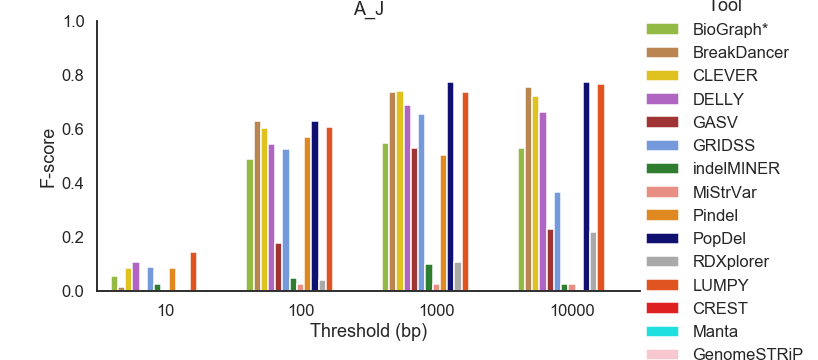 A_J
Tool
1.0
0.8
0.6
0.4
0.2
0.0
F-score
10
100
1000
10000
Threshold (bp)
BioGraph*
BreakDancer
CLEVER
DELLY
GASV
GRIDSS
indelMINER
MiStrVar
Pindel
PopDel
RDXplorer
LUMPY
CREST
Manta
GenomeSTRiP